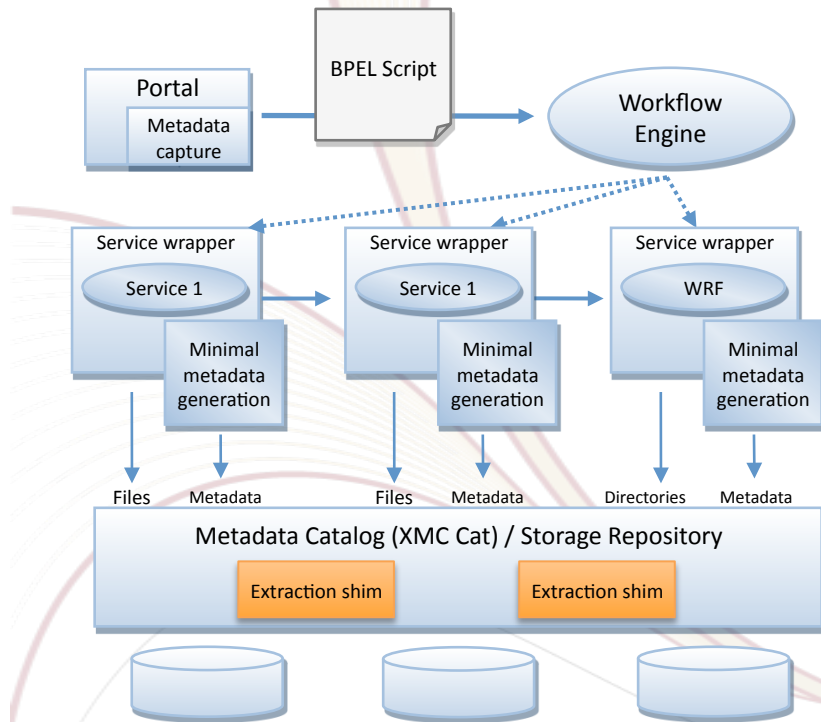 Portal
Metadata
capture
BPEL Script
Workflow
Engine
Service wrapper
Service 1
Minimal
metadata
generation
Service wrapper
Service 1
Minimal
metadata
generation
Service wrapper
WRF
Minimal
metadata
generation
Files
Metadata
Files
Metadata
Directories
Metadata
Metadata Catalog (XMC Cat) / Storage Repository
Extraction shim
Extraction shim